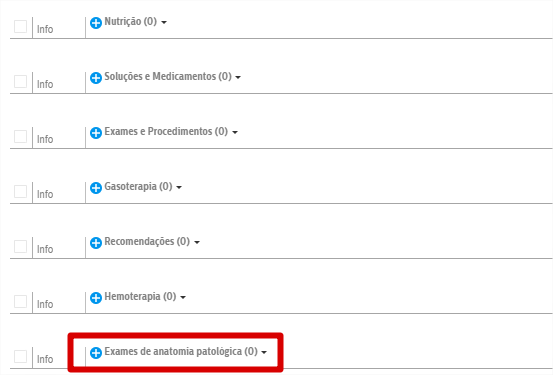 Info Nutrição (0)
Info Soluções e Medicamentos (0)
Info Exames e Procedimentos (0)
Info Gasoterapia (0)
Info Recomendações (0)
Info Hemoterapia (0)
Info Exames de anatomia patológica (0)